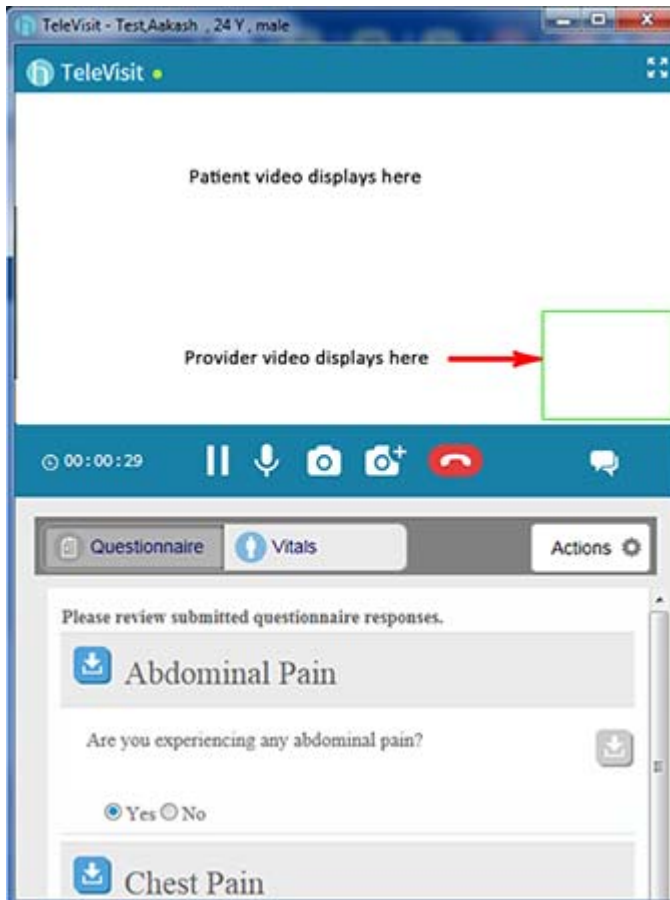 TeleVisit - Test,Aakash , 24 Y , male
TeleVisit
Patient video displays here
Provider video displays here
00:00:29
Questionnaire Vitals Actions
Please review submitted questionnaire responses.
Abdominal Pain
Are you experiencing any abdominal pain?
Yes No
Chest Pain